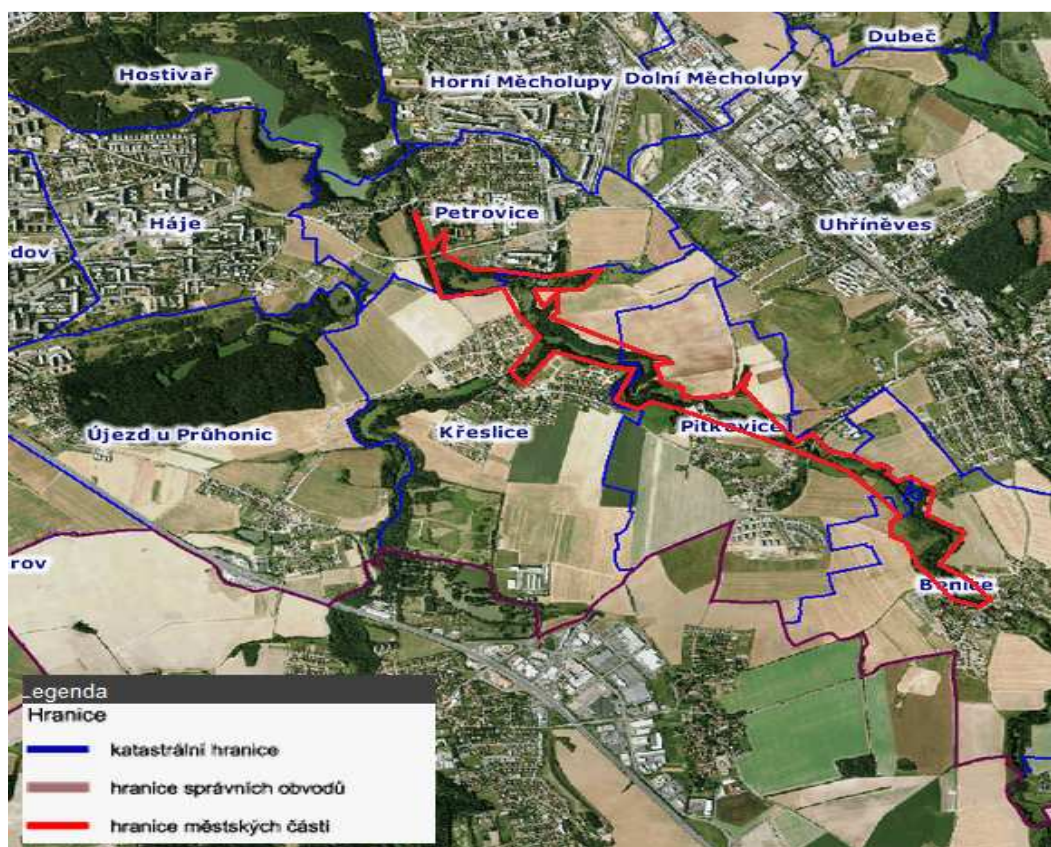 Dubeč
Hostivař
Horní Měcholupy
Dolní Měcholupy
Petrovice
Háje
Uhříněves
dov
Pitkovice
Újezd u Průhonic
Křeslice
rov
Benice
Legenda
Hranice
katastrální hranice
hranice správních obvodů
hranice městských částí